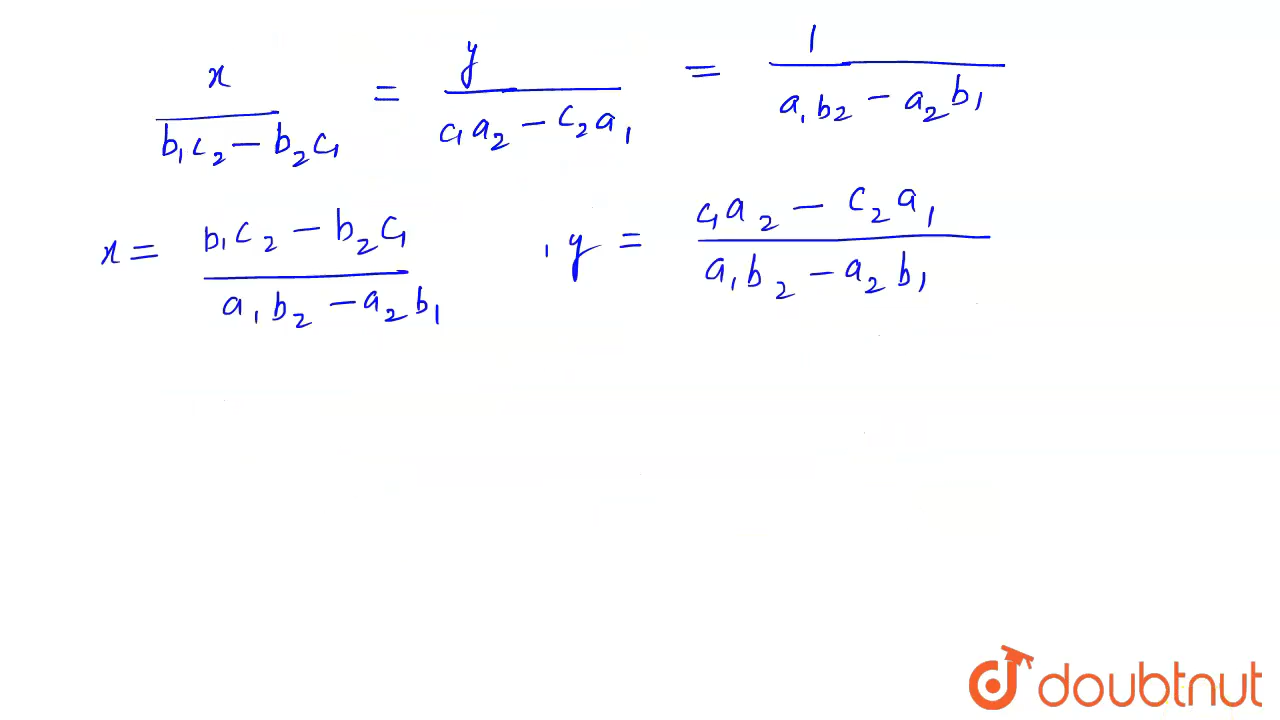 x/(b₁c₂ − b₂c₁) = y/(c₁a₂ − c₂a₁) = 1/(a₁b₂ − a₂b₁)
x = (b₁c₂ − b₂c₁)/(a₁b₂ − a₂b₁) , y = (c₁a₂ − c₂a₁)/(a₁b₂ − a₂b₁)
doubtnut